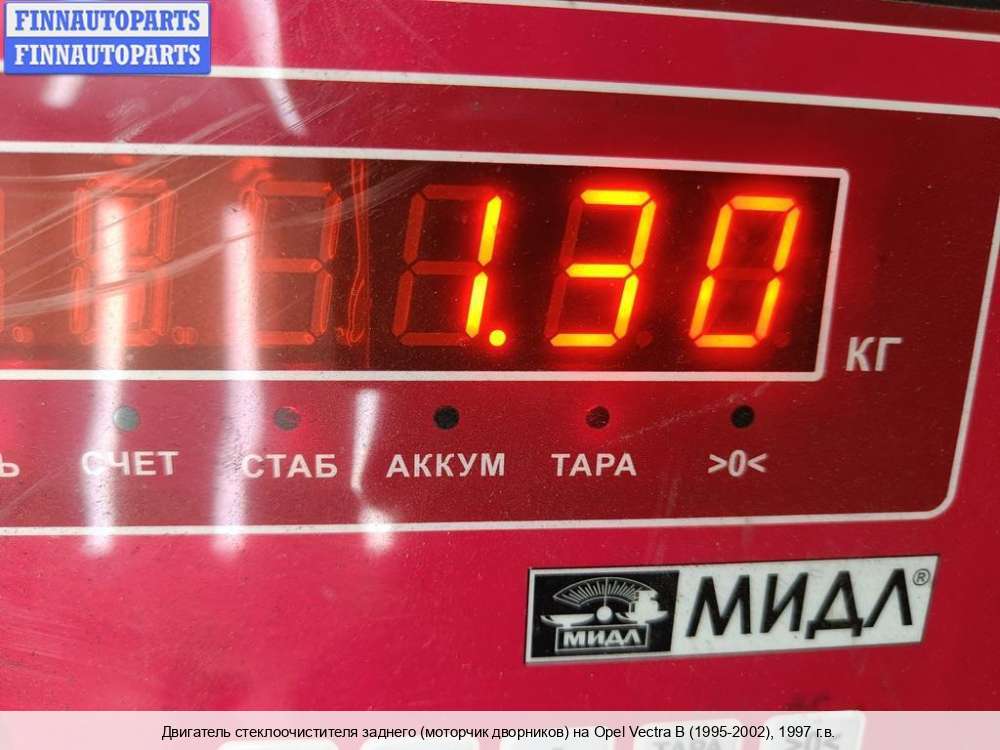 FINNAUTOPARTS
FINNAUTOPARTS
1.30
КГ
СЧЕТ СТАБ АККУМ ТАРА >0<
МИДЛ МИДЛ®
ТАРА
Двигатель стеклоочистителя заднего (моторчик дворников) на Opel Vectra B (1995-2002), 1997 г.в.